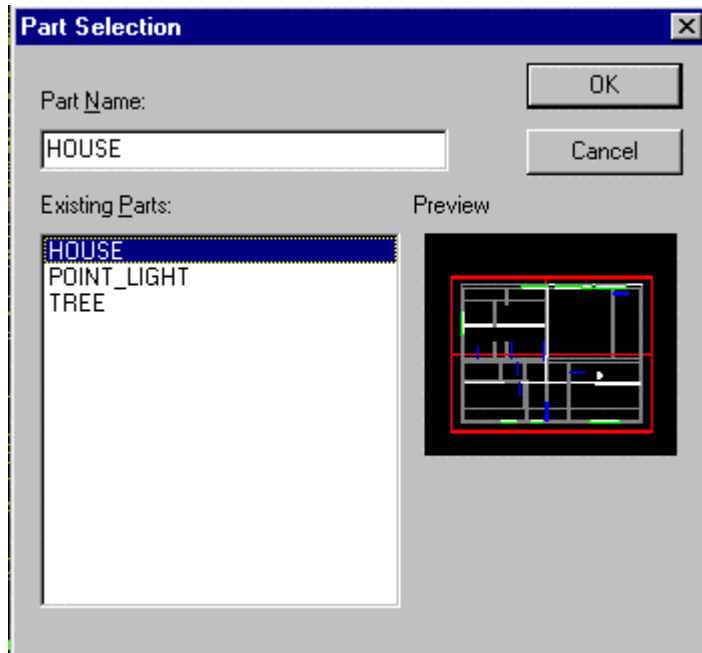 Part Selection
Part Name:
OK
HOUSE
Cancel
Existing Parts:
Preview
HOUSE
POINT_LIGHT
TREE